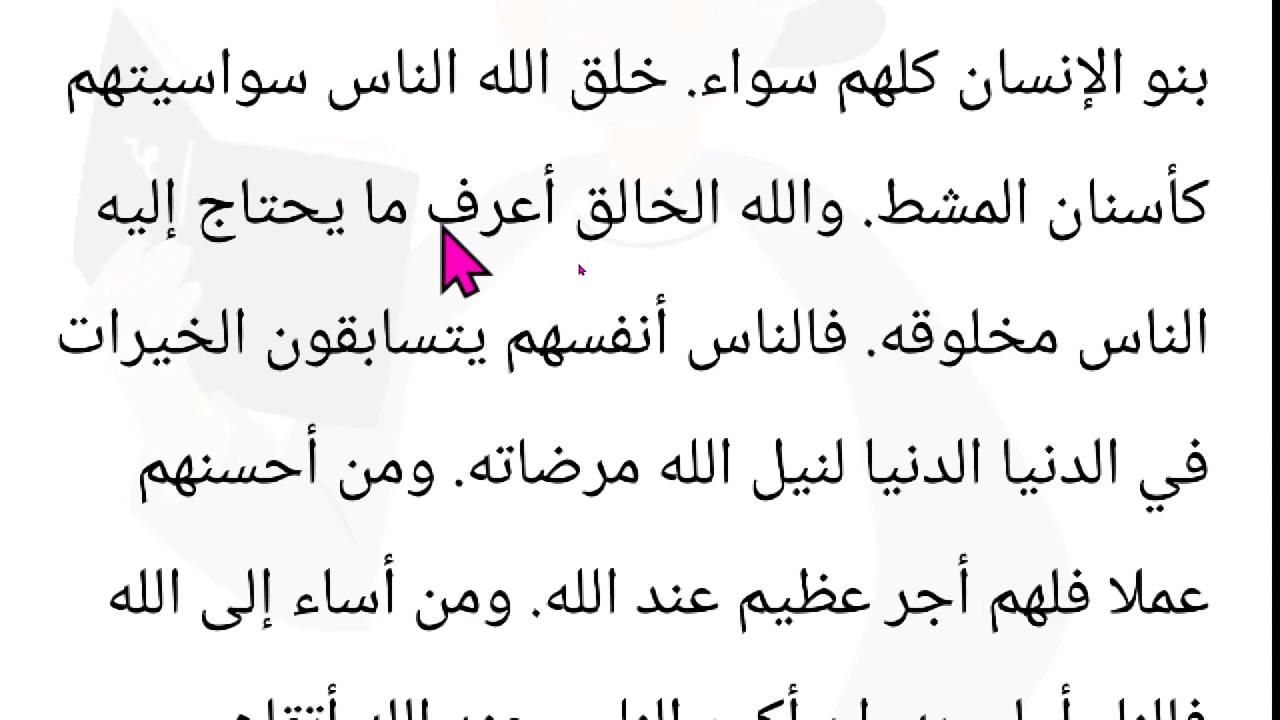 بنو الإنسان كلهم سواء. خلق الله الناس سواسيتهم
كأسنان المشط. والله الخالق أعرف ما يحتاج إليه
الناس مخلوقه. فالناس أنفسهم يتسابقون الخيرات
في الدنيا الدنيا لنيل الله مرضاته. ومن أحسنهم
عملا فلهم أجر عظيم عند الله. ومن أساء إلى الله